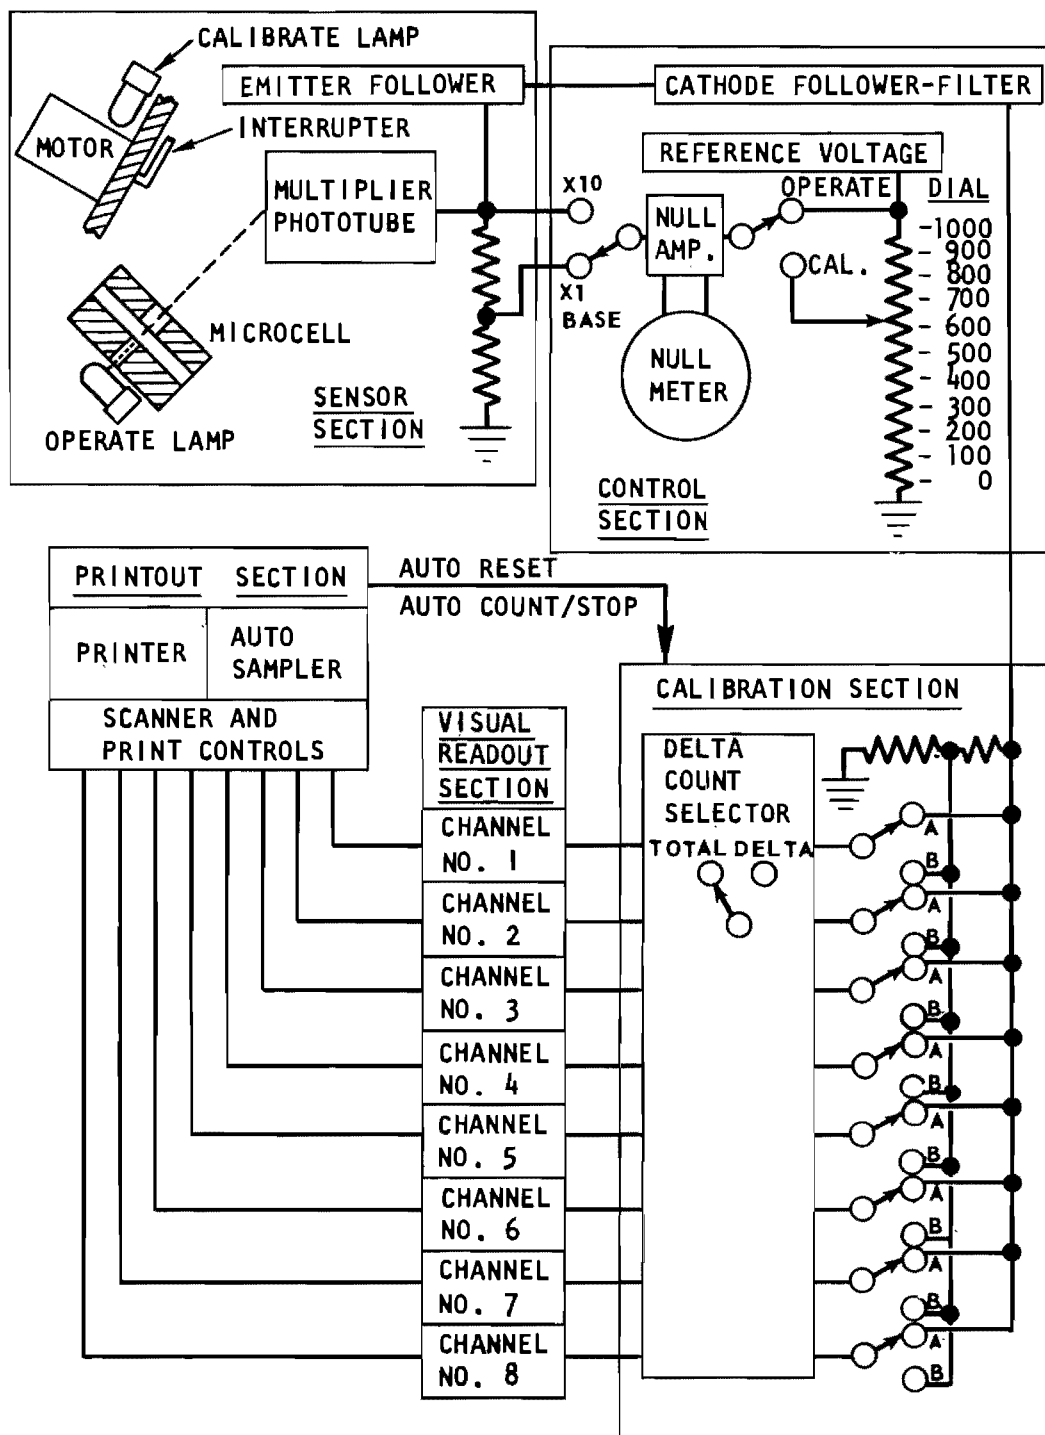 CALIBRATE LAMP
EMITTER FOLLOWER
CATHODE FOLLOWER-FILTER
INTERRUPTER
MOTOR
MULTIPLIER
PHOTOTUBE
REFERENCE VOLTAGE
X10
OPERATE
DIAL
NULL
AMP.
-1000
- 900
- 800
- 700
- 600
- 500
- 400
- 300
- 200
- 100
- 0
CAL.
X1
BASE
MICROCELL
NULL
METER
OPERATE LAMP
SENSOR
SECTION
CONTROL
SECTION
PRINTOUT SECTION
AUTO RESET
AUTO COUNT/STOP
PRINTER
AUTO
SAMPLER
SCANNER AND
PRINT CONTROLS
CALIBRATION SECTION
VISUAL
READOUT
SECTION
DELTA
COUNT
SELECTOR
TOTAL DELTA
CHANNEL
NO. 1
A
B
CHANNEL
NO. 2
A
B
CHANNEL
NO. 3
A
B
CHANNEL
NO. 4
A
B
CHANNEL
NO. 5
A
B
CHANNEL
NO. 6
A
B
CHANNEL
NO. 7
A
B
CHANNEL
NO. 8
A
B